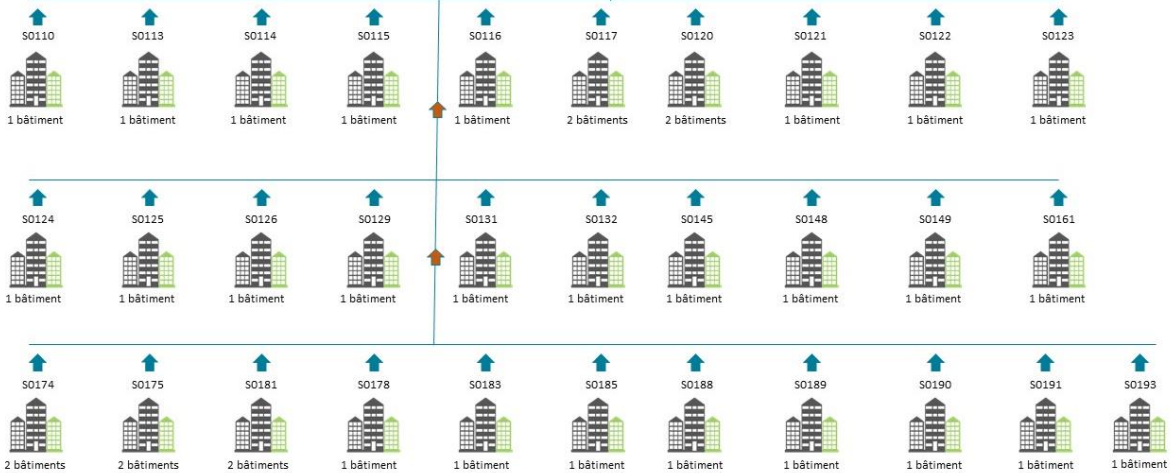 S0110 S0113 S0114 S0115 S0116 S0117 S0120 S0121 S0122 S0123
1 bâtiment 1 bâtiment 1 bâtiment 1 bâtiment 1 bâtiment 2 bâtiments 2 bâtiments 1 bâtiment 1 bâtiment 1 bâtiment
S0124 S0125 S0126 S0129 S0131 S0132 S0145 S0148 S0149 S0161
1 bâtiment 1 bâtiment 1 bâtiment 1 bâtiment 1 bâtiment 1 bâtiment 1 bâtiment 1 bâtiment 1 bâtiment 1 bâtiment
S0174 S0175 S0181 S0178 S0183 S0185 S0188 S0189 S0190 S0191 S0193
2 bâtiments 2 bâtiments 2 bâtiments 1 bâtiment 1 bâtiment 1 bâtiment 1 bâtiment 1 bâtiment 1 bâtiment 1 bâtiment 1 bâtiment